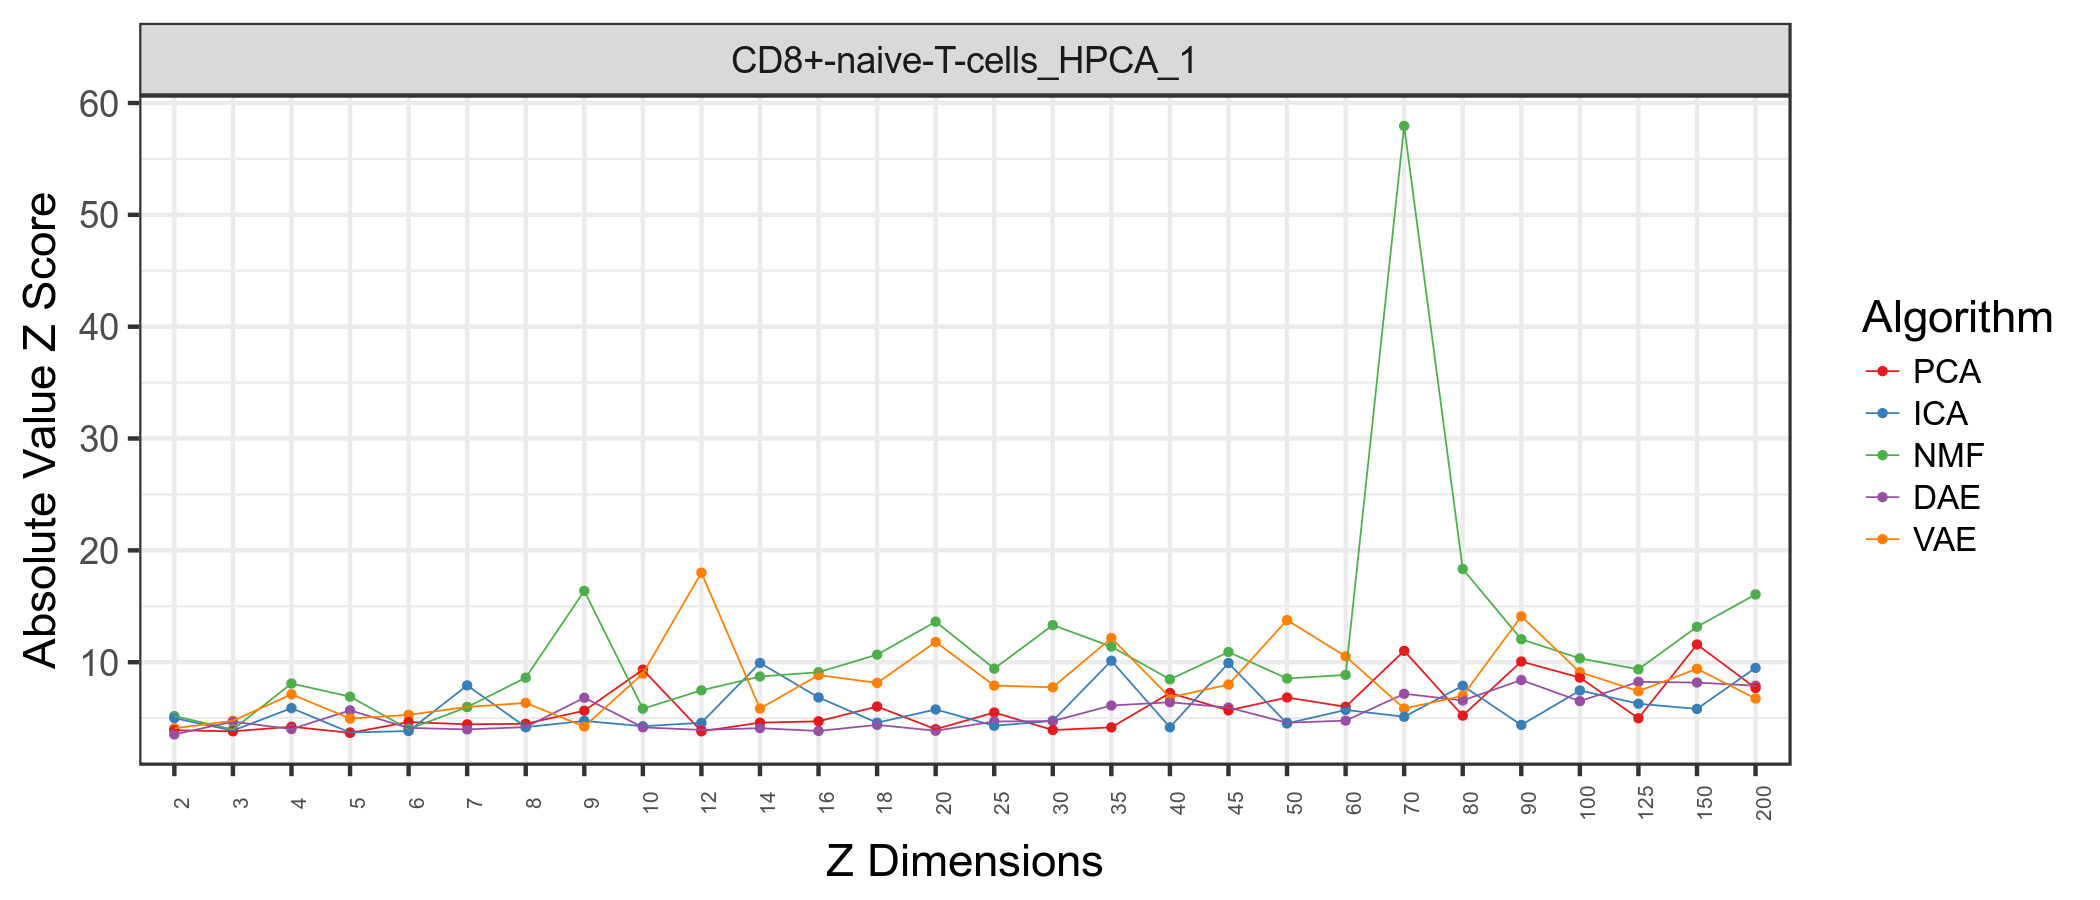 CD8+-naive-T-cells_HPCA_1
60
50
40
30
20
10
Absolute Value Z Score
2 3 4 5 6 7 8 9 10 12 14 16 18 20 25 30 35 40 45 50 60 70 80 90 100 125 150 200
Z Dimensions
Algorithm
PCA
ICA
NMF
DAE
VAE